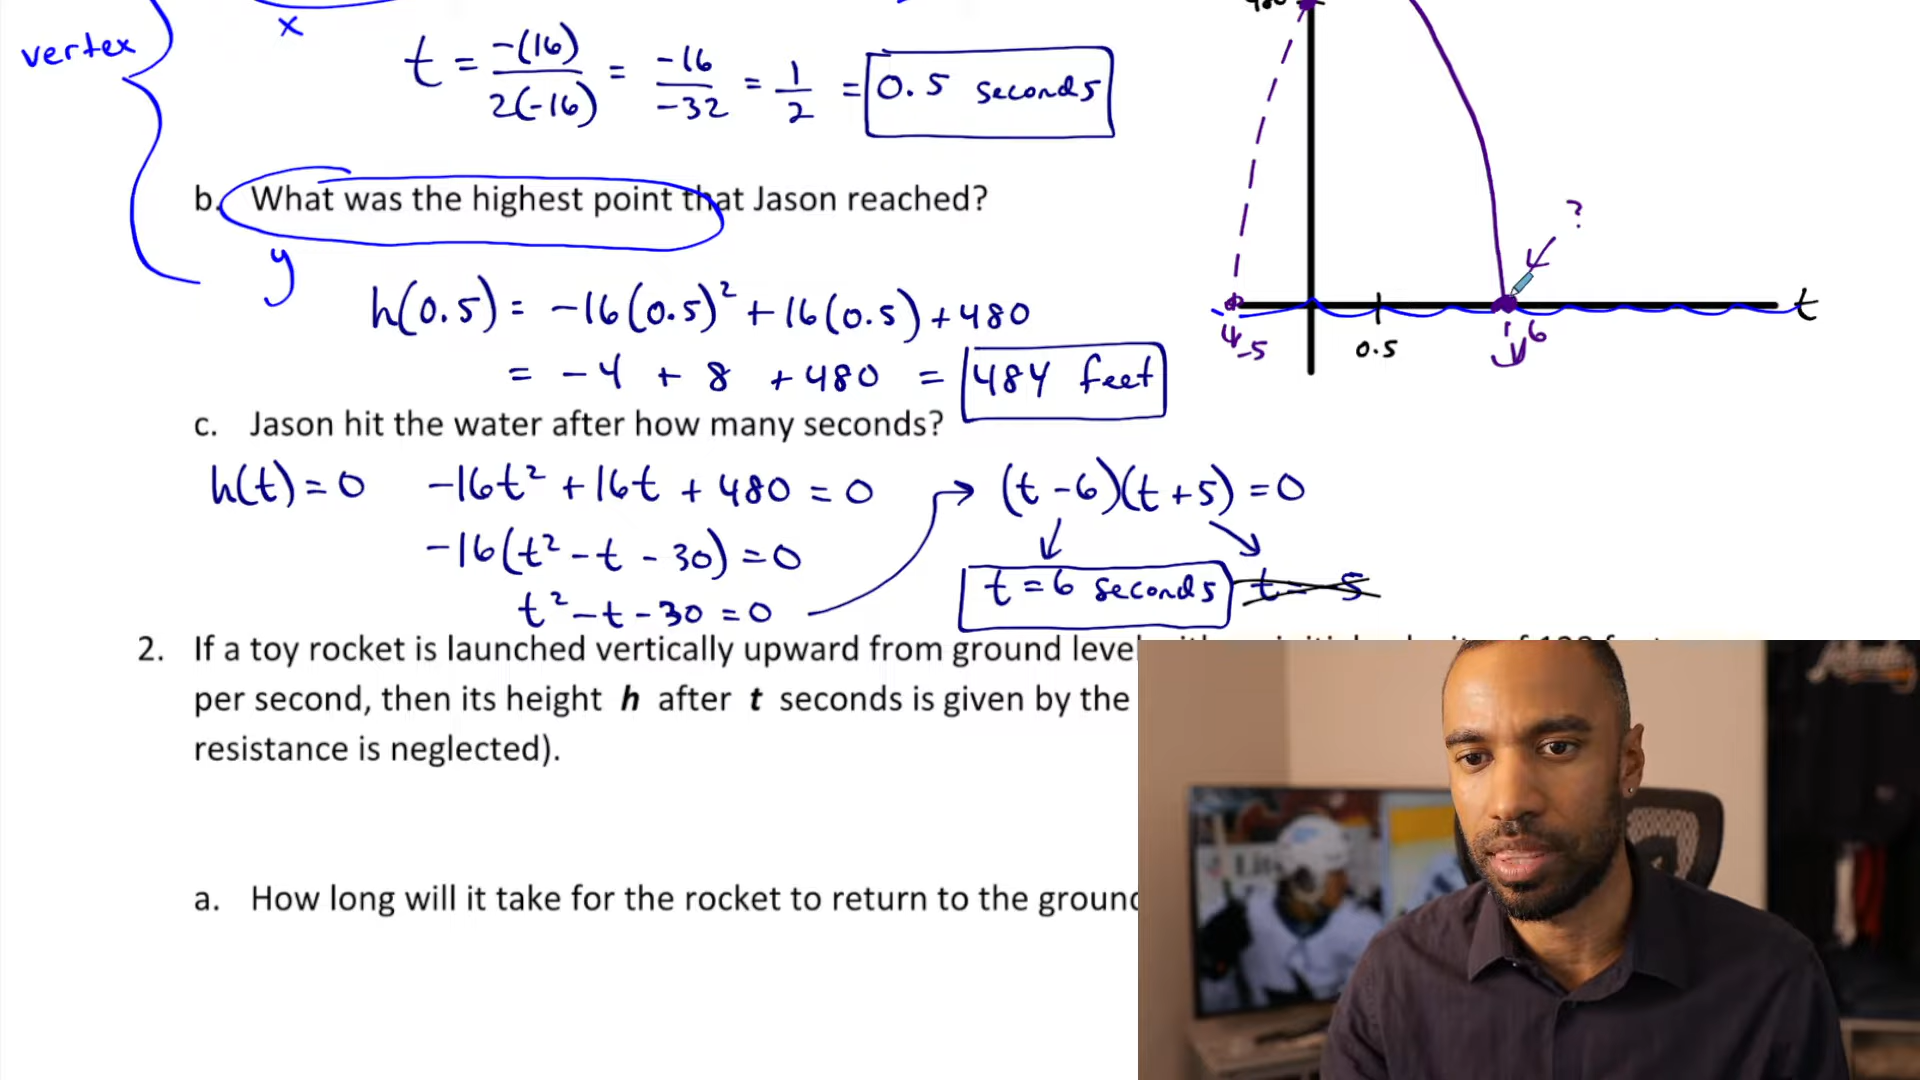 vertex
x
t = -(16)/2(-16) = -16/-32 = 1/2 = 0.5 seconds
b. What was the highest point that Jason reached?
y
h(0.5) = -16(0.5)² + 16(0.5) + 480
= -4 + 8 + 480 = 484 feet
?
t
-5
0.5
6
c. Jason hit the water after how many seconds?
h(t) = 0 -16t² + 16t + 480 = 0
(t - 6)(t + 5) = 0
-16(t² - t - 30) = 0
t = 6 seconds
t² - t - 30 = 0
2. If a toy rocket is launched vertically upward from ground level
per second, then its height h after t seconds is given by the
resistance is neglected).
a. How long will it take for the rocket to return to the ground